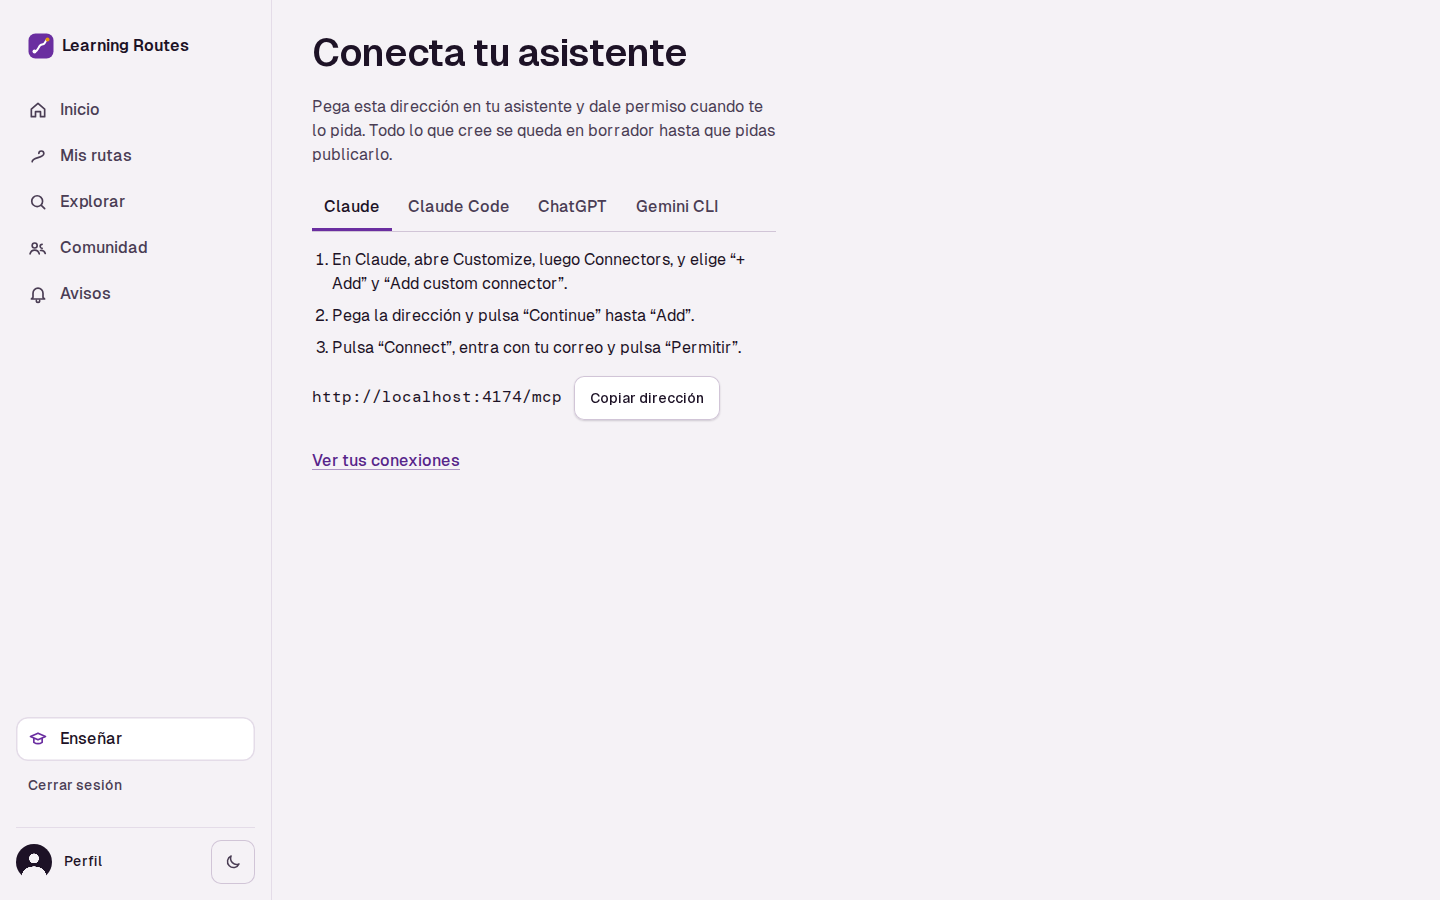 Learning Routes
Inicio
Mis rutas
Explorar
Comunidad
Avisos
Enseñar
Cerrar sesión
Perfil
Conecta tu asistente
Pega esta dirección en tu asistente y dale permiso cuando te
lo pida. Todo lo que cree se queda en borrador hasta que pidas
publicarlo.
Claude
Claude Code
ChatGPT
Gemini CLI
1. En Claude, abre Customize, luego Connectors, y elige “+
Add” y “Add custom connector”.
2. Pega la dirección y pulsa “Continue” hasta “Add”.
3. Pulsa “Connect”, entra con tu correo y pulsa “Permitir”.
http://localhost:4174/mcp
Copiar dirección
Ver tus conexiones